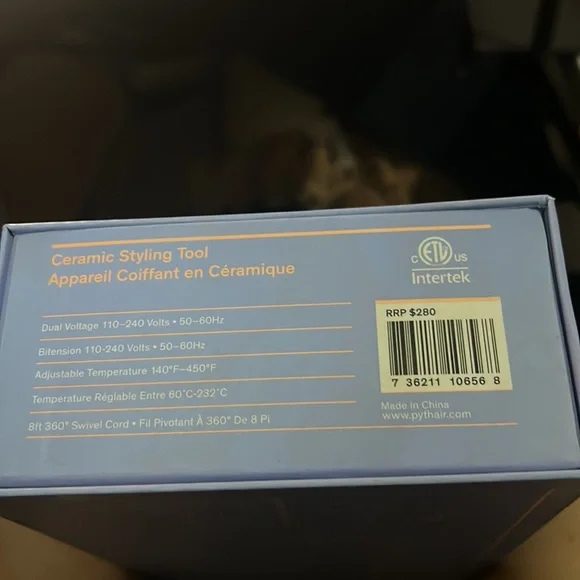 Ceramic Styling Tool
Appareil Coiffant en Céramique
Dual Voltage 110-240 Volts • 50-60Hz
Bitension 110-240 Volts • 50-60Hz
Adjustable Temperature 140°F-450°F
Température Réglable Entre 60°C-232°C
8ft 360° Swivel Cord • Fil Pivotant À 360° De 8 Pi
C ETL US
Intertek
RRP $280
7 36211 10656 8
Made in China
www.pythair.com